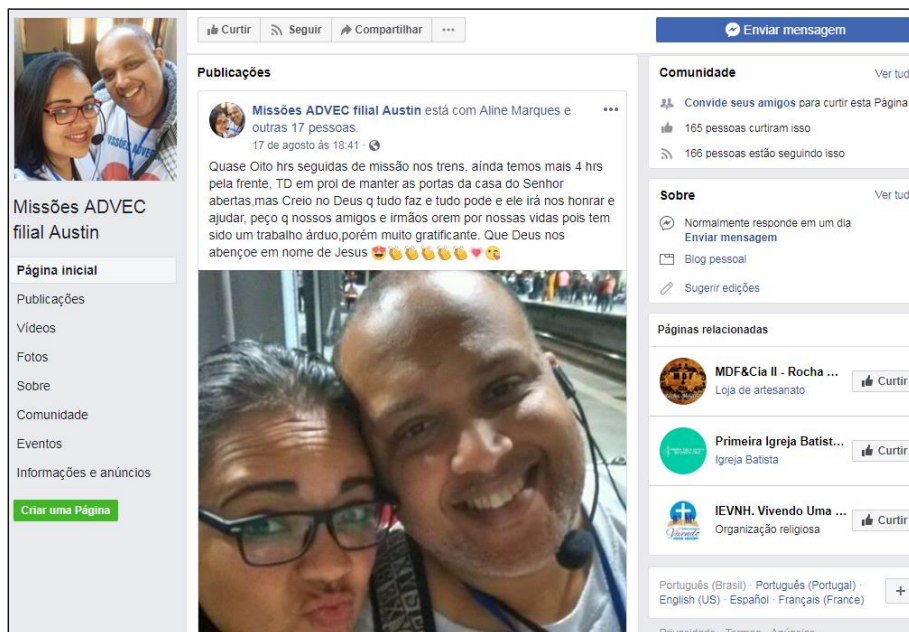 Missões ADVEC
filial Austin
Página inicial
Publicações
Vídeos
Fotos
Sobre
Comunidade
Eventos
Informações e anúncios
Criar uma Página
Curtir
Seguir
Compartilhar
Publicações
Missões ADVEC filial Austin está com Aline Marques e
outras 17 pessoas.
17 de agosto às 18:41 ·
Quase Oito hrs seguidas de missão nos trens, aínda temos mais 4 hrs
pela frente, TD em prol de manter as portas da casa do Senhor
abertas,mas Creio no Deus q tudo faz e tudo pode e ele irá nos honrar e
ajudar, peço q nossos amigos e irmãos orem por nossas vidas pois tem
sido um trabalho árduo,porém muito gratificante. Que Deus nos
abençoe em nome de Jesus 🤩👏👏👏👏👏💗😘
Enviar mensagem
Comunidade
Ver tud
Convide seus amigos para curtir esta Página
165 pessoas curtiram isso
166 pessoas estão seguindo isso
Sobre
Ver tud
Normalmente responde em um dia
Enviar mensagem
Blog pessoal
Sugerir edições
Páginas relacionadas
MDF&Cia II - Rocha ...
Loja de artesanato
Curtir
Primeira Igreja Batist...
Igreja Batista
Curtir
IEVNH. Vivendo Uma ...
Organização religiosa
Curtir
Português (Brasil) · Português (Portugal) ·
English (US) · Español · Français (France)
Privacidade · Termos · Anúncios